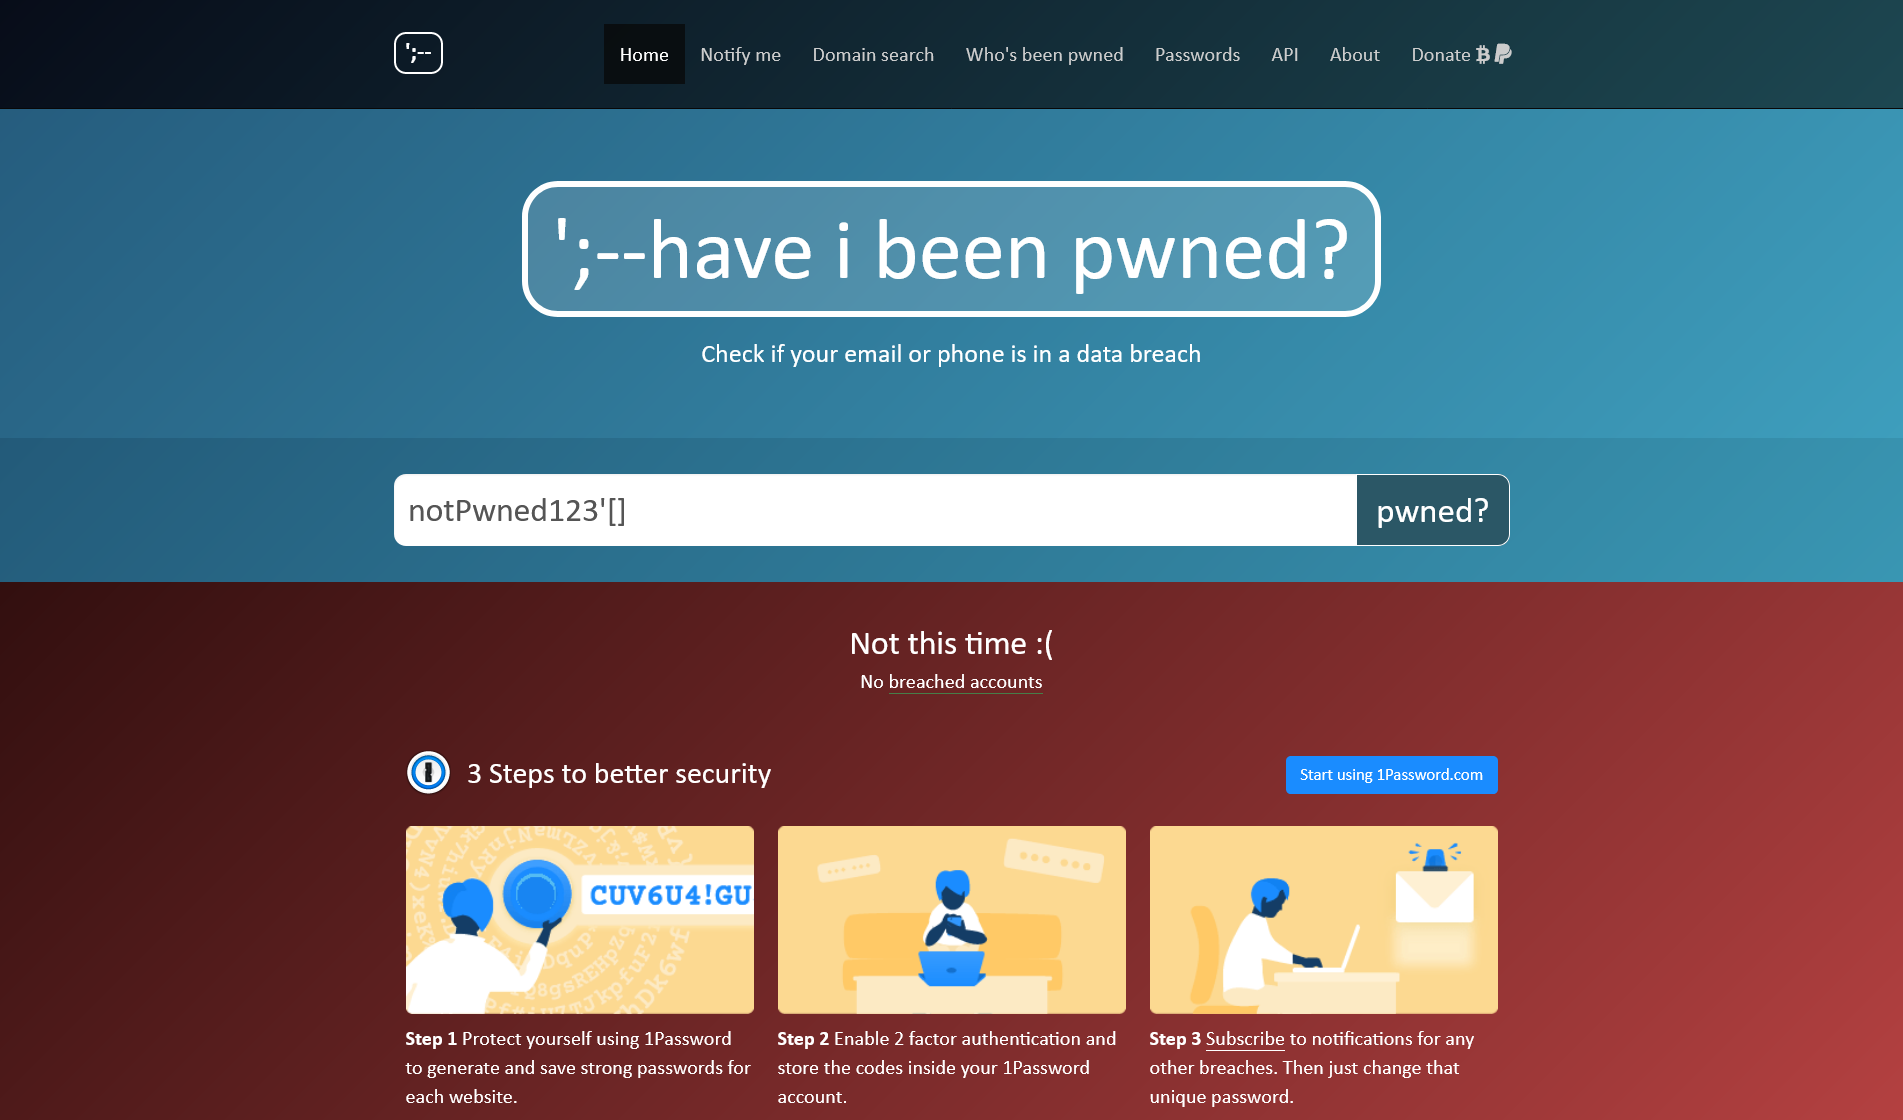 ';--
Home Notify me Domain search Who's been pwned Passwords API About Donate
';--have i been pwned?
Check if your email or phone is in a data breach
notPwned123'[] pwned?
Not this time :(
No breached accounts
3 Steps to better security
Start using 1Password.com
CUV6U4!GU
Step 1 Protect yourself using 1Password
to generate and save strong passwords for
each website.
Step 2 Enable 2 factor authentication and
store the codes inside your 1Password
account.
Step 3 Subscribe to notifications for any
other breaches. Then just change that
unique password.